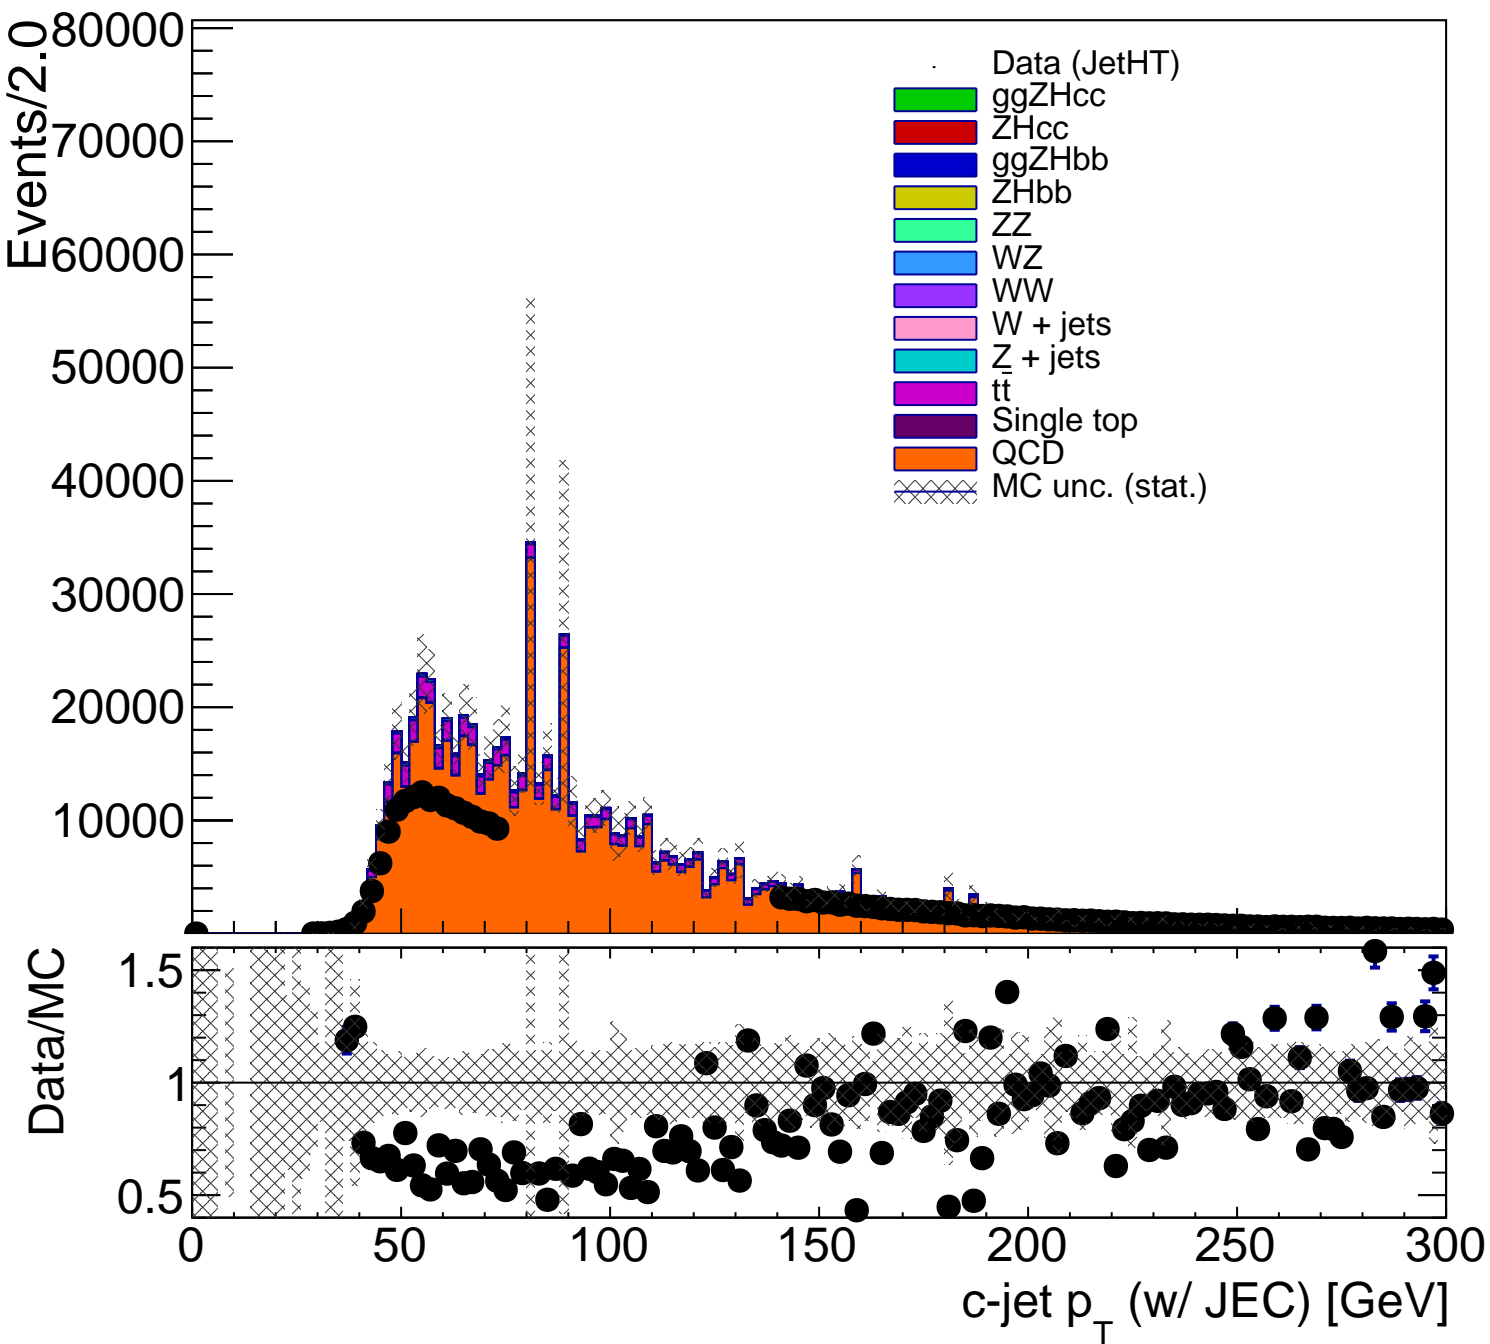 Events/2.0
80000
70000
60000
50000
40000
30000
20000
10000
Data (JetHT)
ggZHcc
ZHcc
ggZHbb
ZHbb
ZZ
WZ
WW
W + jets
Z + jets
tt̄
Single top
QCD
MC unc. (stat.)
Data/MC
1.5
1
0.5
0 50 100 150 200 250 300
c-jet p_T (w/ JEC) [GeV]